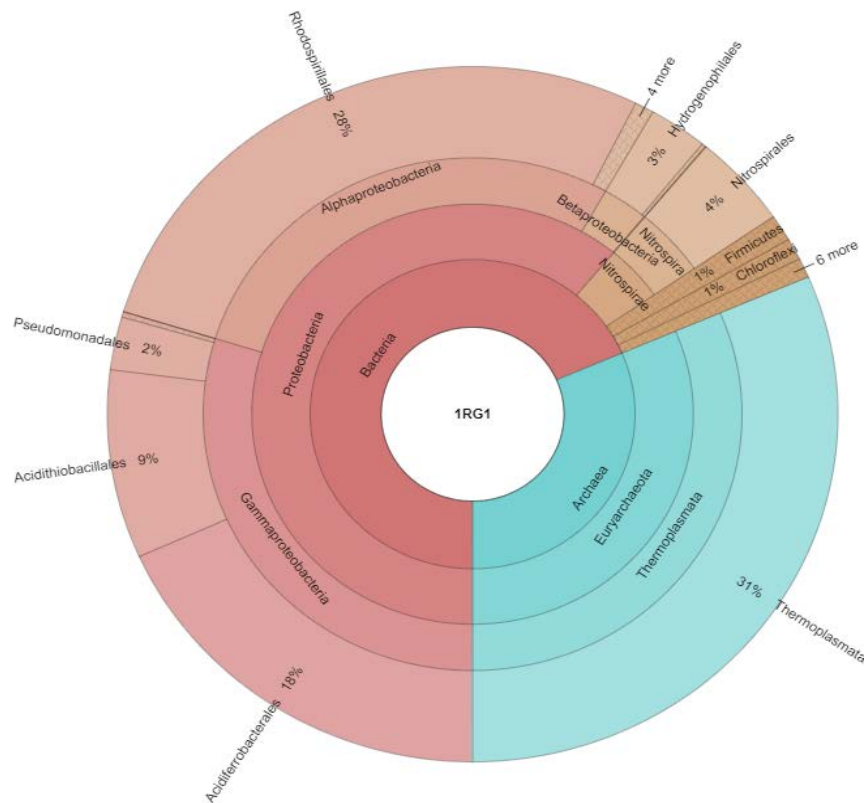 Rhodospirillales 28%
4 more
Hydrogenophilales
3%
Nitrospirales
4%
Alphaproteobacteria
Betaproteobacteria
Nitrospira
Nitrospirae
Firmicutes
1%
Chloroflexi
1%
6 more
Pseudomonadales 2%
Proteobacteria
Bacteria
1RG1
Acidithiobacillales 9%
Gammaproteobacteria
Archaea
Euryarchaeota
Thermoplasmata
31% Thermoplasmata
Acidiferrobacterales 18%